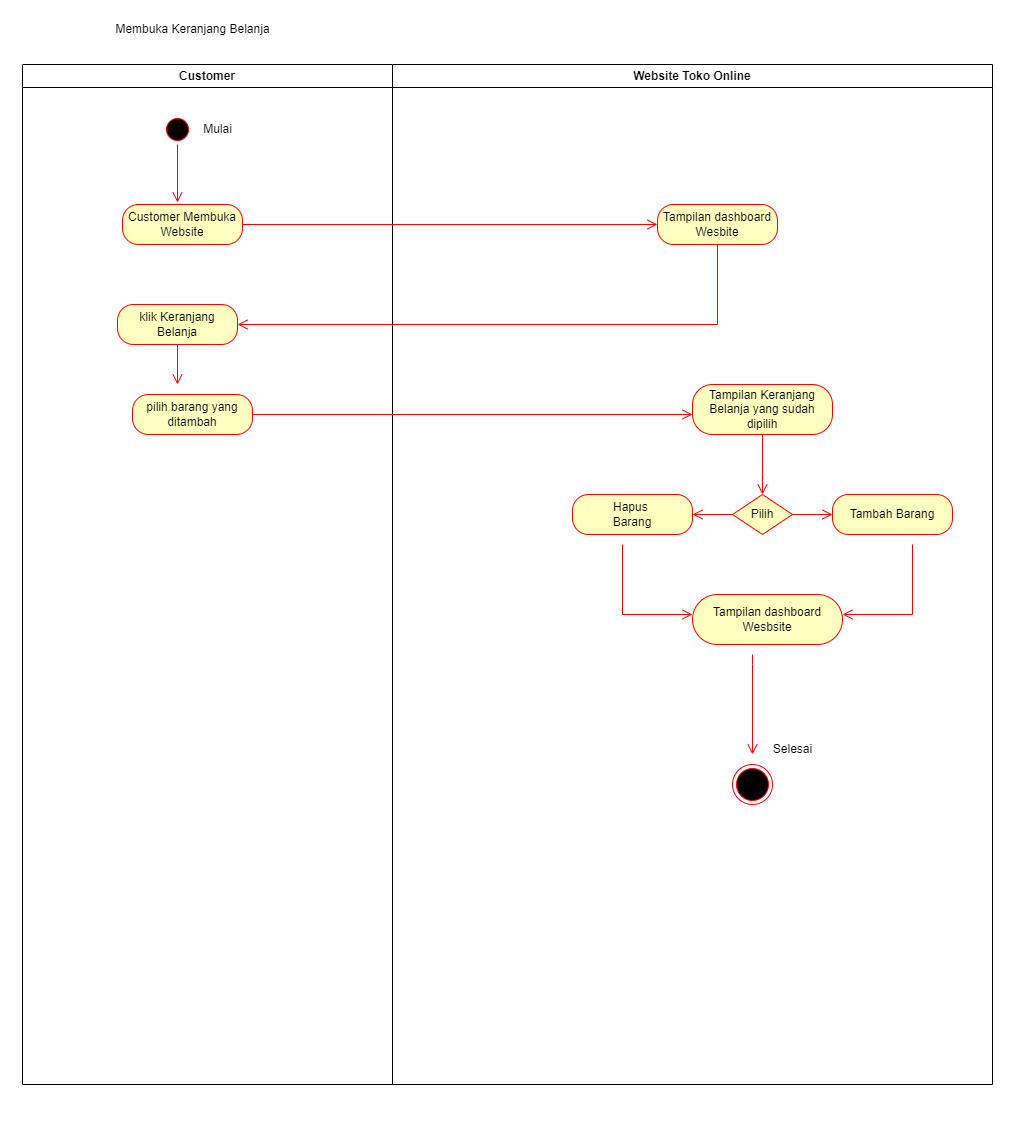 Membuka Keranjang Belanja
Customer
Website Toko Online
Mulai
Customer Membuka
Website
Tampilan dashboard
Wesbite
klik Keranjang
Belanja
pilih barang yang
ditambah
Tampilan Keranjang
Belanja yang sudah
dipilih
Hapus
Barang
Pilih
Tambah Barang
Tampilan dashboard
Wesbsite
Selesai